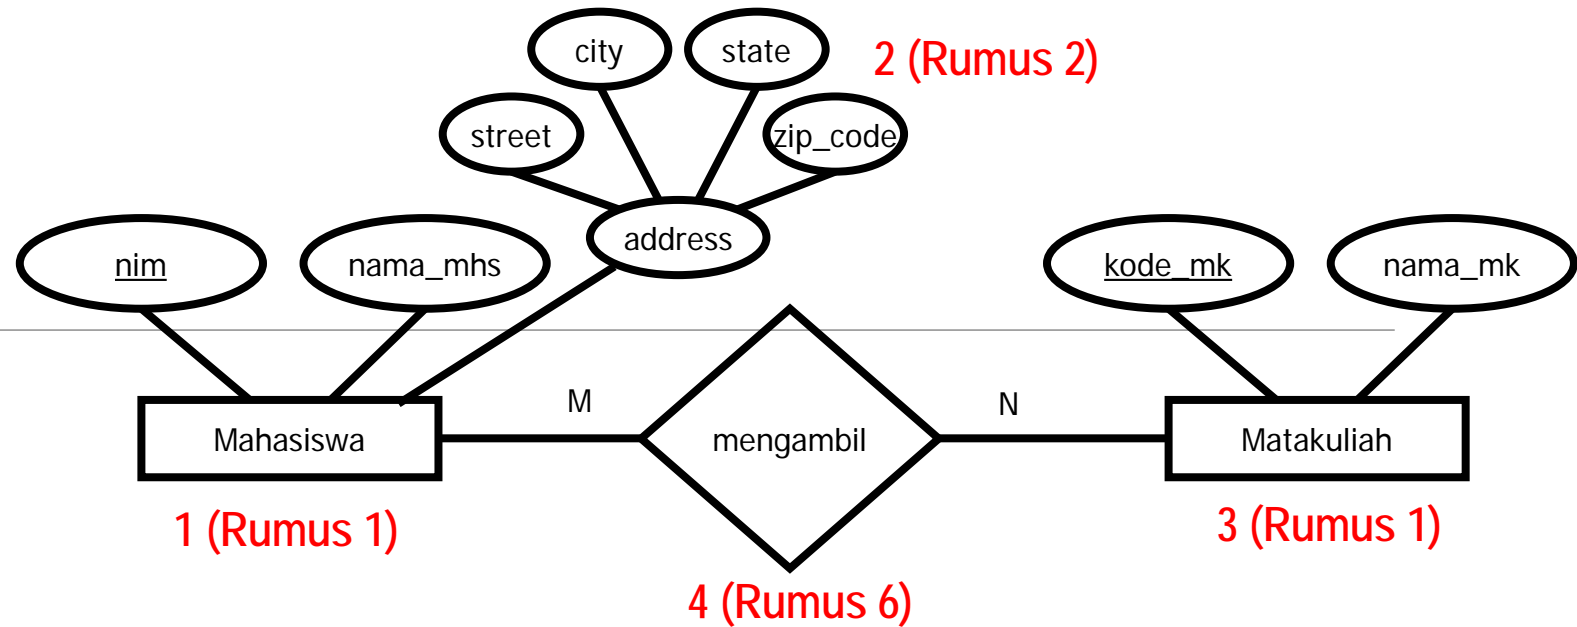 city
state
2 (Rumus 2)
street
zip_code
address
nim
nama_mhs
kode_mk
nama_mk
M
N
Mahasiswa
mengambil
Matakuliah
1 (Rumus 1)
3 (Rumus 1)
4 (Rumus 6)